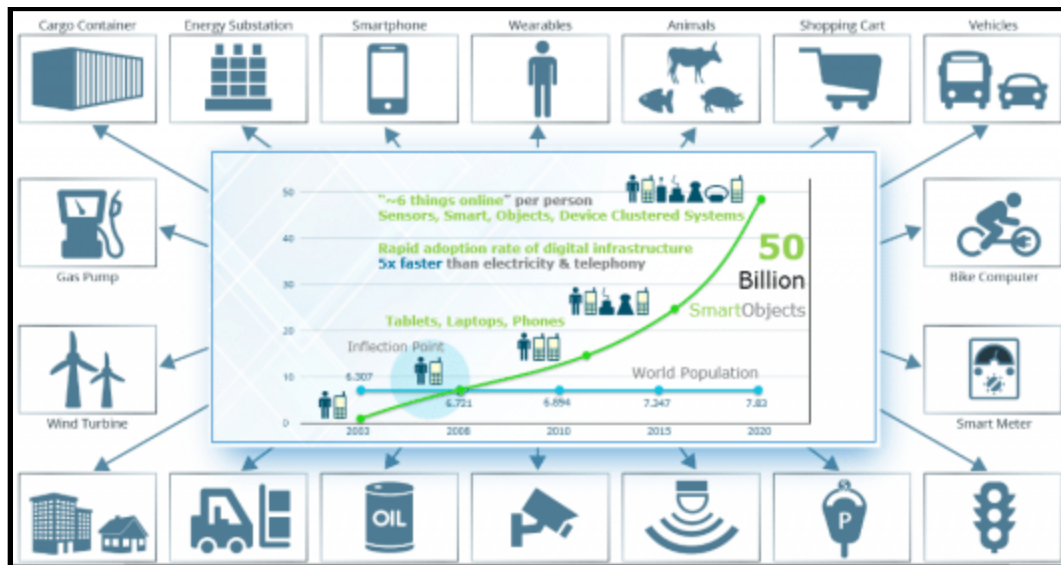 Cargo Container
Energy Substation
Smartphone
Wearables
Animals
Shopping Cart
Vehicles
Gas Pump
Bike Computer
Wind Turbine
Smart Meter
50
40
30
20
10
0
"~6 things online" per person
Sensors, Smart, Objects, Device Clustered Systems
Rapid adoption rate of digital infrastructure
5x faster than electricity & telephony
50
Billion
SmartObjects
Tablets, Laptops, Phones
Inflection Point
World Population
6.307
6.721
6.894
7.247
7.83
2003
2008
2010
2015
2020
OIL
$
P